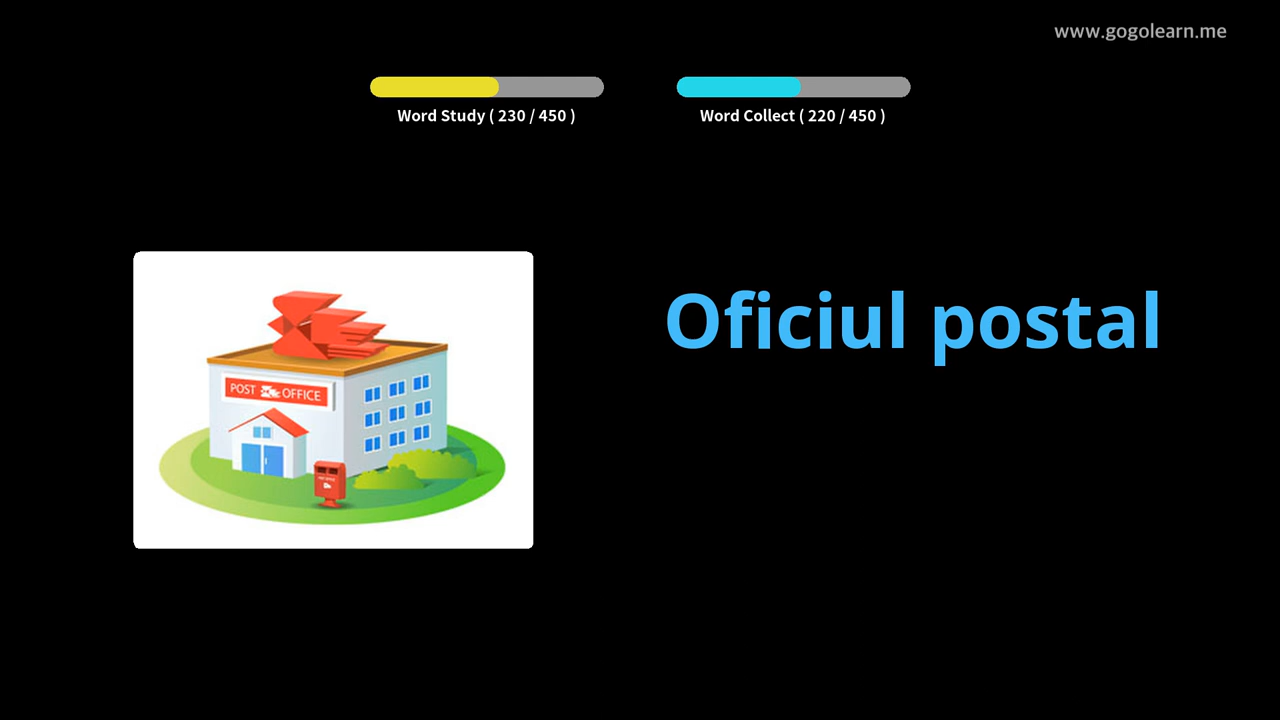 www.gogolearn.me
Word Study ( 230 / 450 )
Word Collect ( 220 / 450 )
Oficiul postal
POST OFFICE